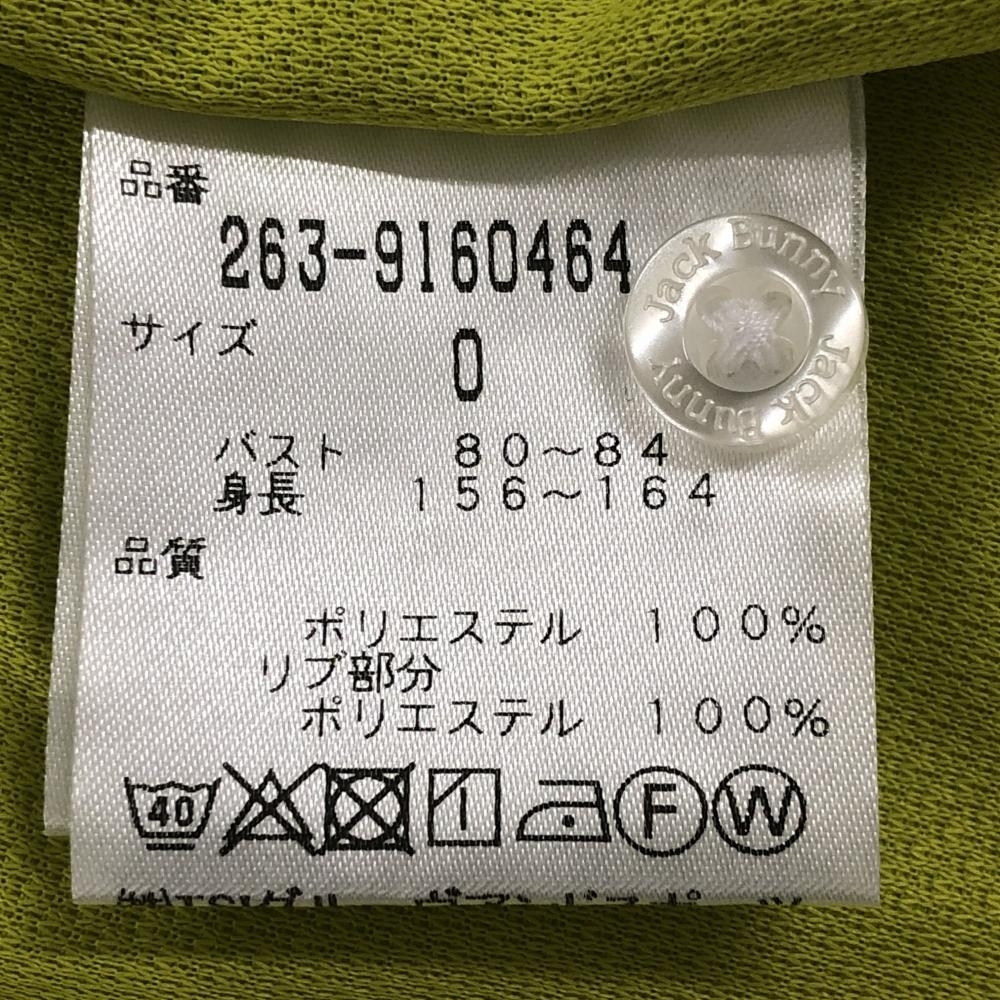 品番
263-9160464
サイズ
0
バスト 80～84
身長 156～164
品質
ポリエステル 100%
リブ部分
ポリエステル 100%
40 F W
Jack Bunny Jack Bunny